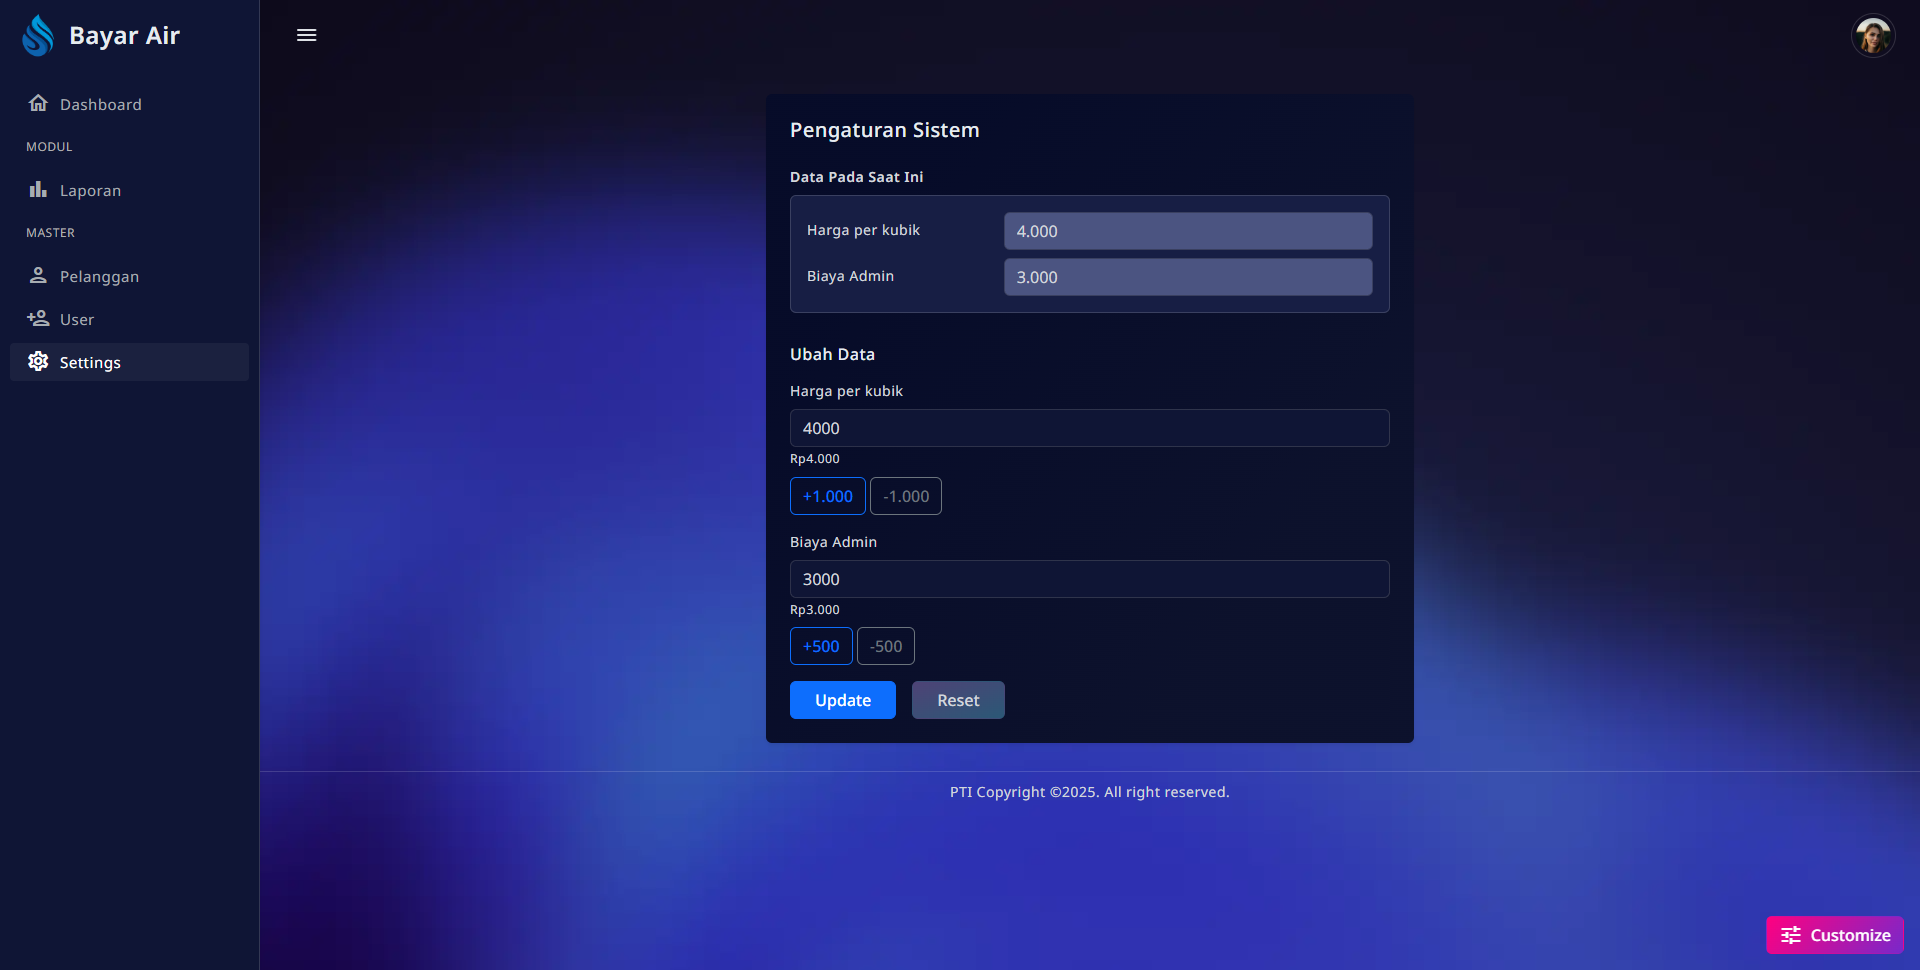 Bayar Air
Dashboard
MODUL
Laporan
MASTER
Pelanggan
User
Settings
Pengaturan Sistem
Data Pada Saat Ini
Harga per kubik 4.000
Biaya Admin 3.000
Ubah Data
Harga per kubik
4000
Rp4.000
+1.000 -1.000
Biaya Admin
3000
Rp3.000
+500 -500
Update Reset
PTI Copyright ©2025. All right reserved.
Customize